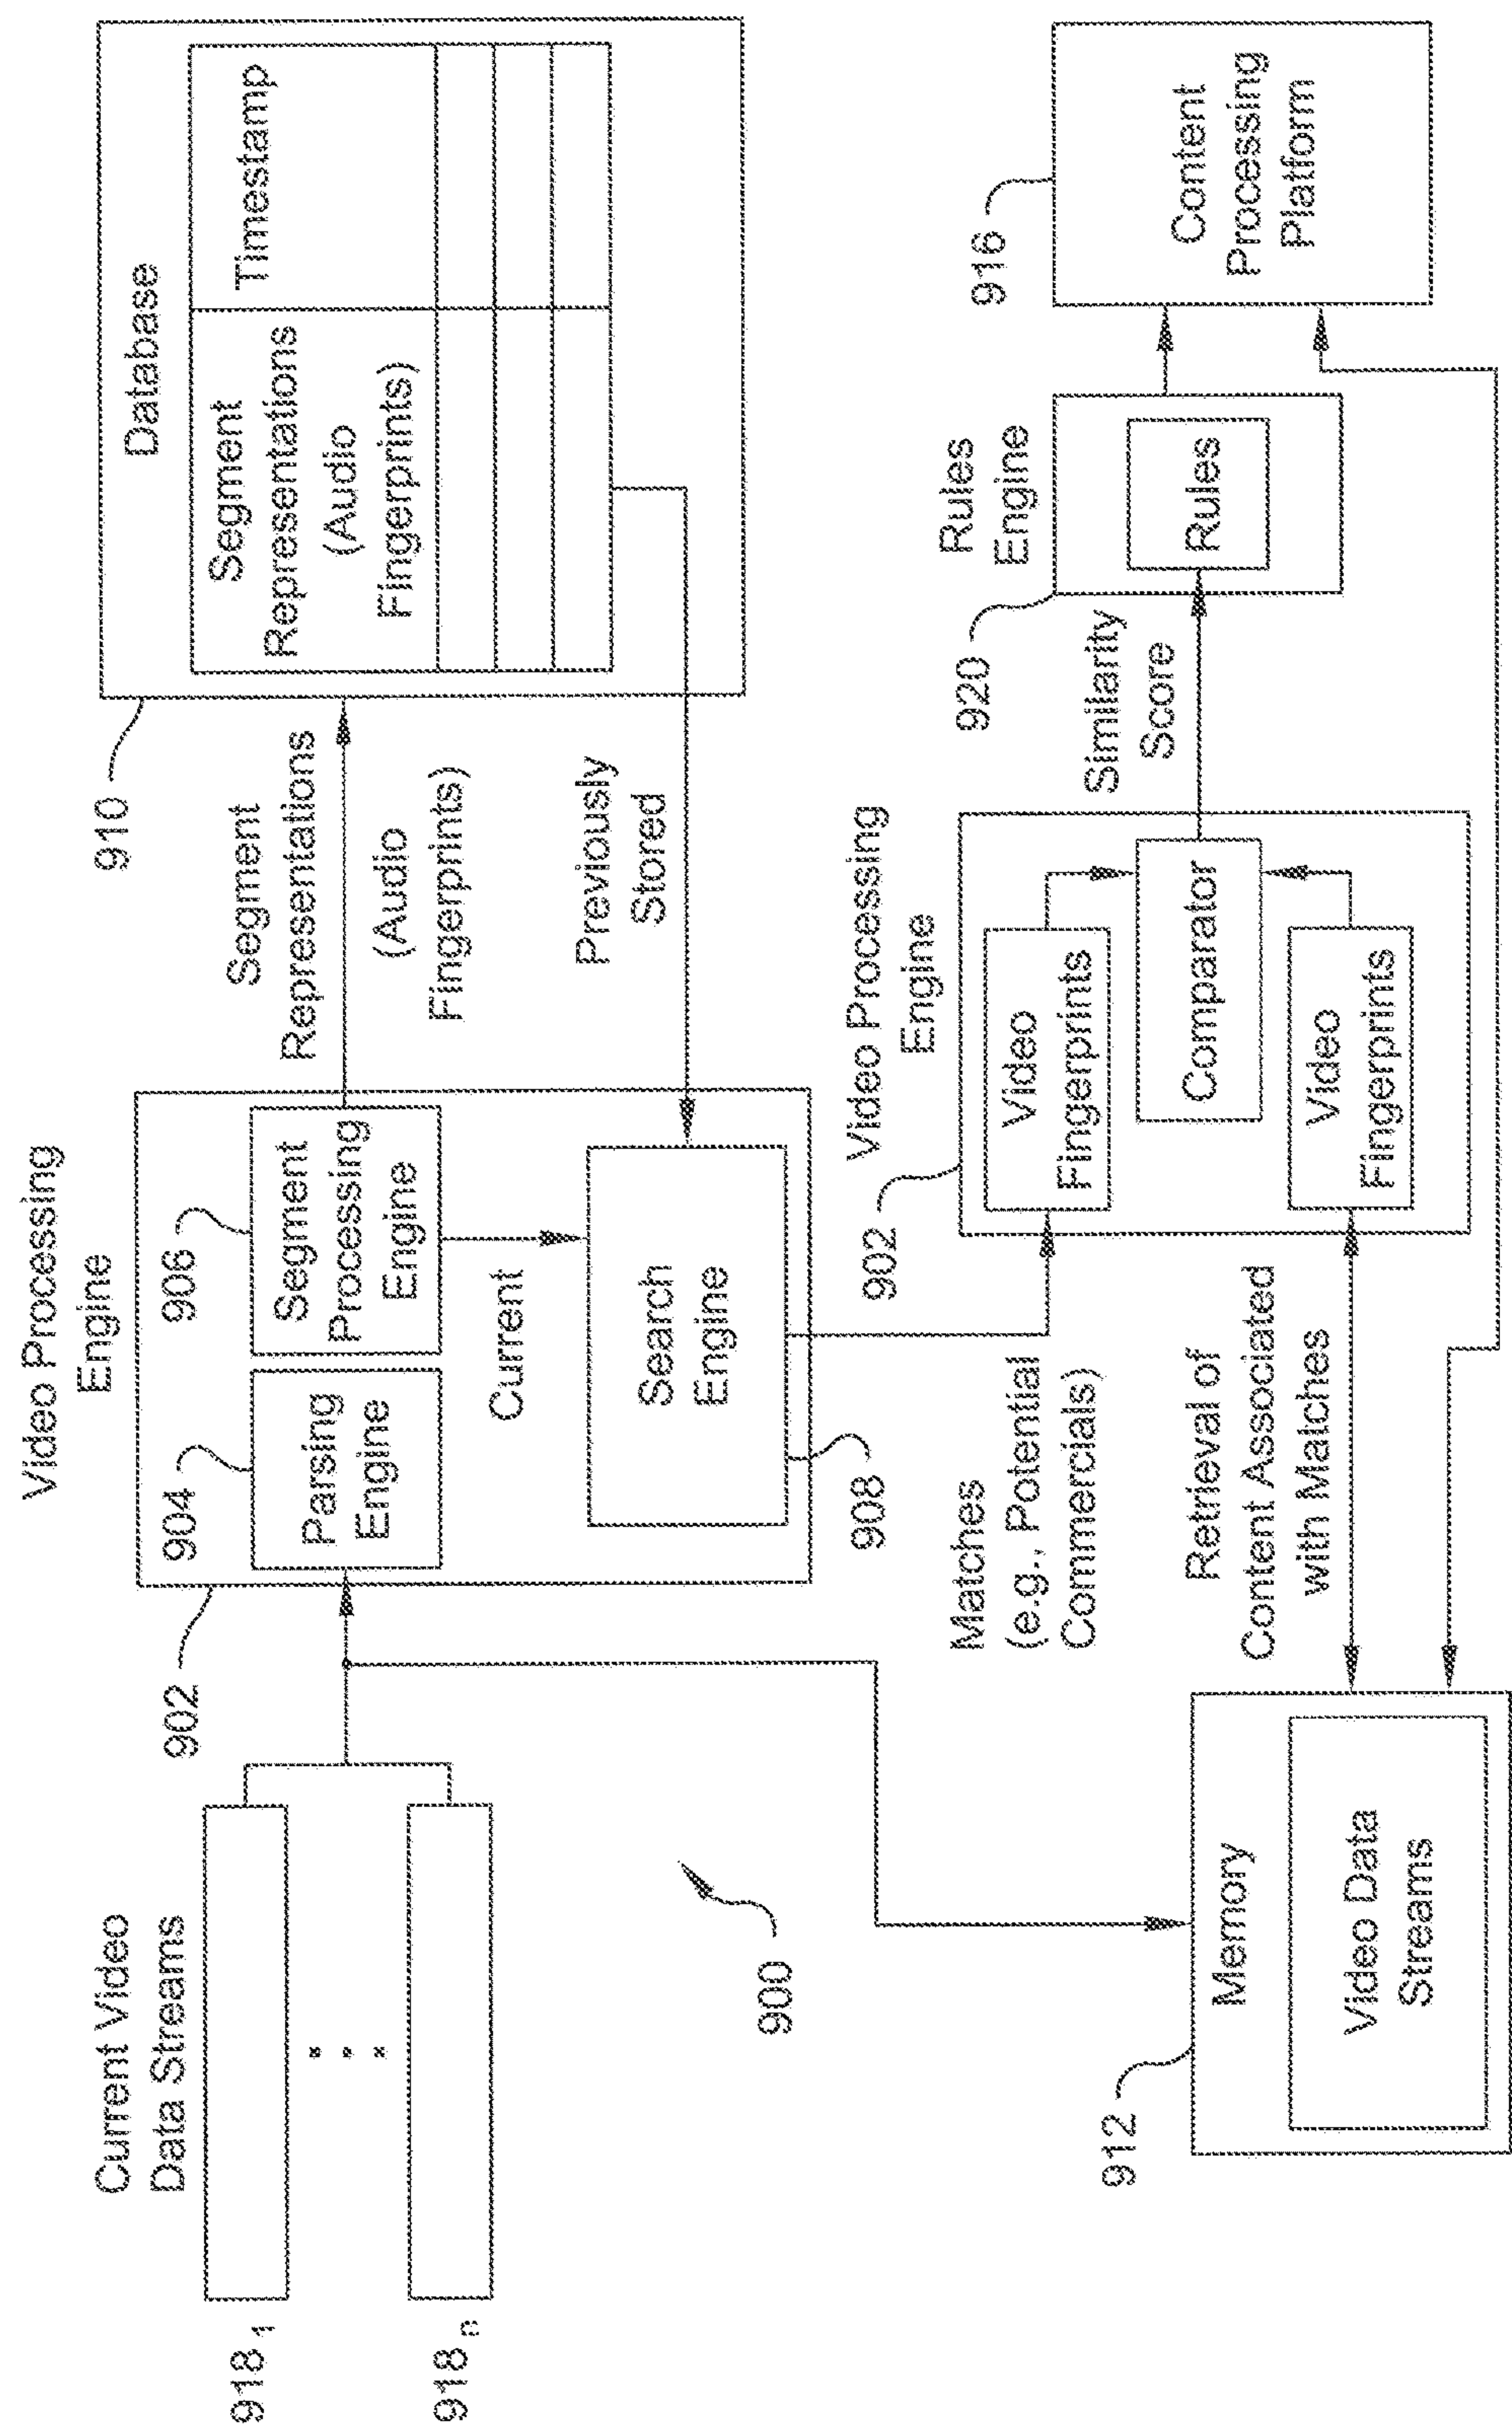 Current Video
Data Streams
918 1
918 n
900
Video Processing
Engine
902
904
Parsing
Engine
906
Segment
Processing
Engine
Current
Search
Engine
908
Segment
Representations
(Audio
Fingerprints)
Previously
Stored
910
Database
Segment
Representations
(Audio
Fingerprints)
Timestamp
912
Memory
Video Data
Streams
Matches
(e.g., Potential
Commercials)
Retrieval of
Content Associated
with Matches
902
Video Processing
Engine
Video
Fingerprints
Comparator
Video
Fingerprints
Similarity
Score
920
Rules
Engine
Rules
916
Content
Processing
Platform